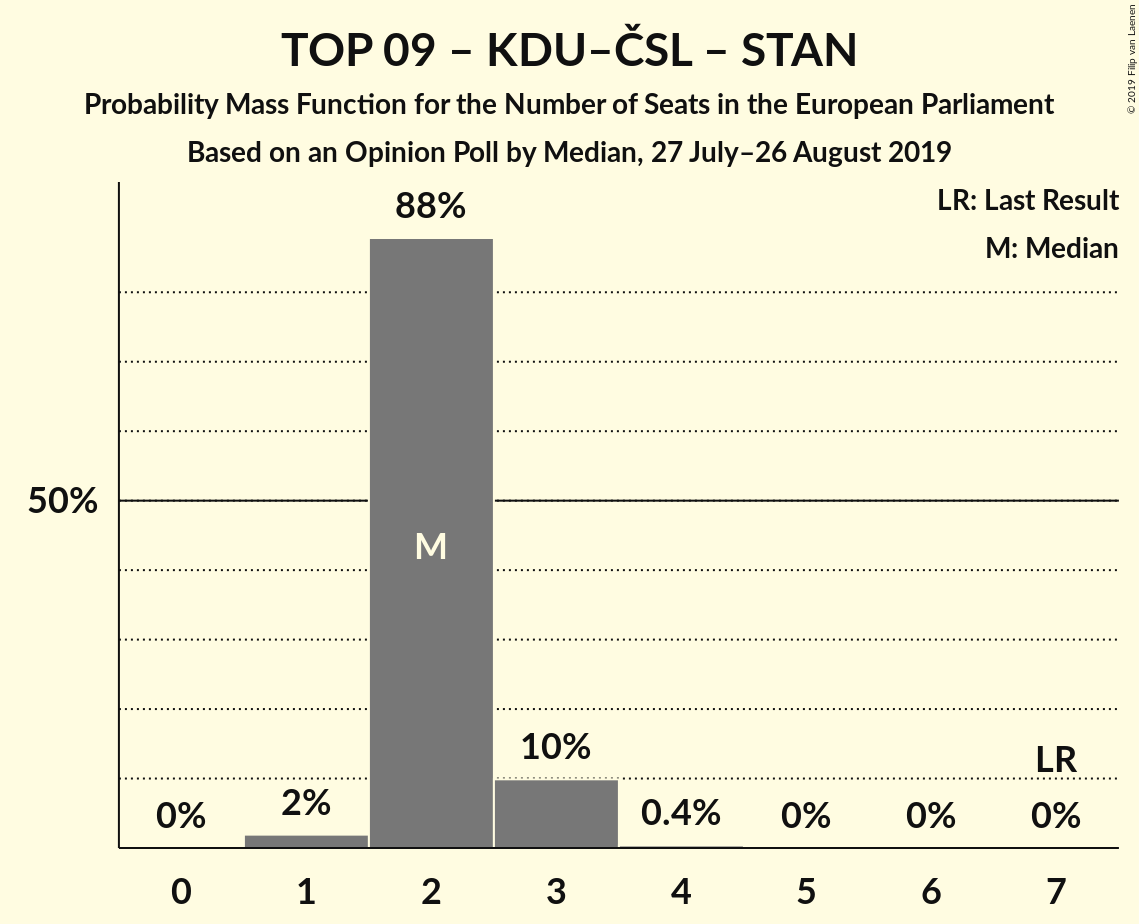 TOP 09 – KDU–ČSL – STAN
Probability Mass Function for the Number of Seats in the European Parliament
Based on an Opinion Poll by Median, 27 July–26 August 2019
© 2019 Filip van Laenen
LR: Last Result
M: Median
88%
50%
M
10%
LR
0%
2%
0.4%
0%
0%
0%
0 1 2 3 4 5 6 7